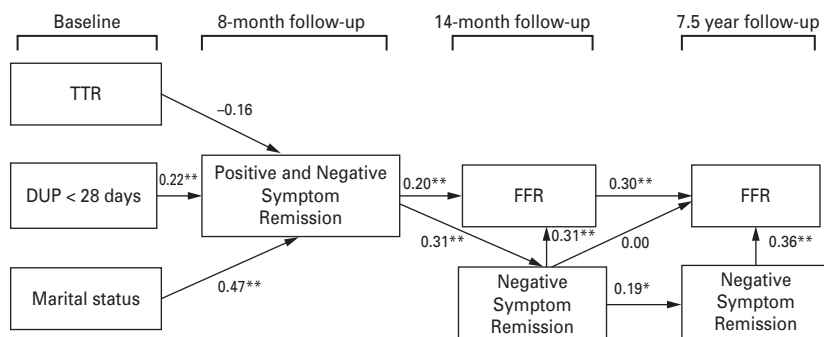 Baseline
8-month follow-up
14-month follow-up
7.5 year follow-up
TTR
–0.16
DUP < 28 days
0.22**
Positive and Negative
Symptom
Remission
0.20**
FFR
0.30**
FFR
0.31**
0.31**
0.00
0.36**
Marital status
0.47**
Negative
Symptom
Remission
0.19*
Negative
Symptom
Remission